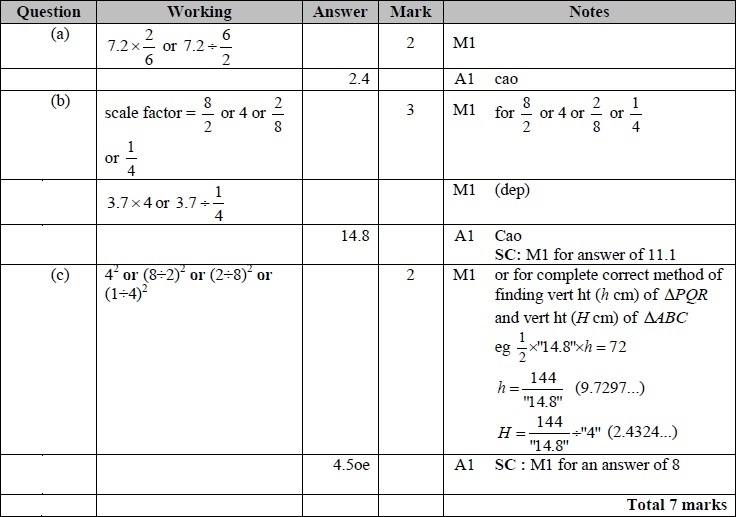 Question Working Answer Mark Notes
(a) 7.2 × 2/6 or 7.2 ÷ 6/2 2 M1
2.4 A1 cao
(b) scale factor = 8/2 or 4 or 2/8 3 M1 for 8/2 or 4 or 2/8 or 1/4
or 1/4
3.7 × 4 or 3.7 ÷ 1/4 M1 (dep)
14.8 A1 Cao
SC: M1 for answer of 11.1
(c) 4² or (8÷2)² or (2÷8)² or 2 M1 or for complete correct method of
(1÷4)² finding vert ht (h cm) of ΔPQR
and vert ht (H cm) of ΔABC
eg 1/2 ×"14.8"×h = 72
h = 144/"14.8" (9.7297...)
H = 144/"14.8" ÷"4" (2.4324...)
4.5oe A1 SC : M1 for an answer of 8
Total 7 marks